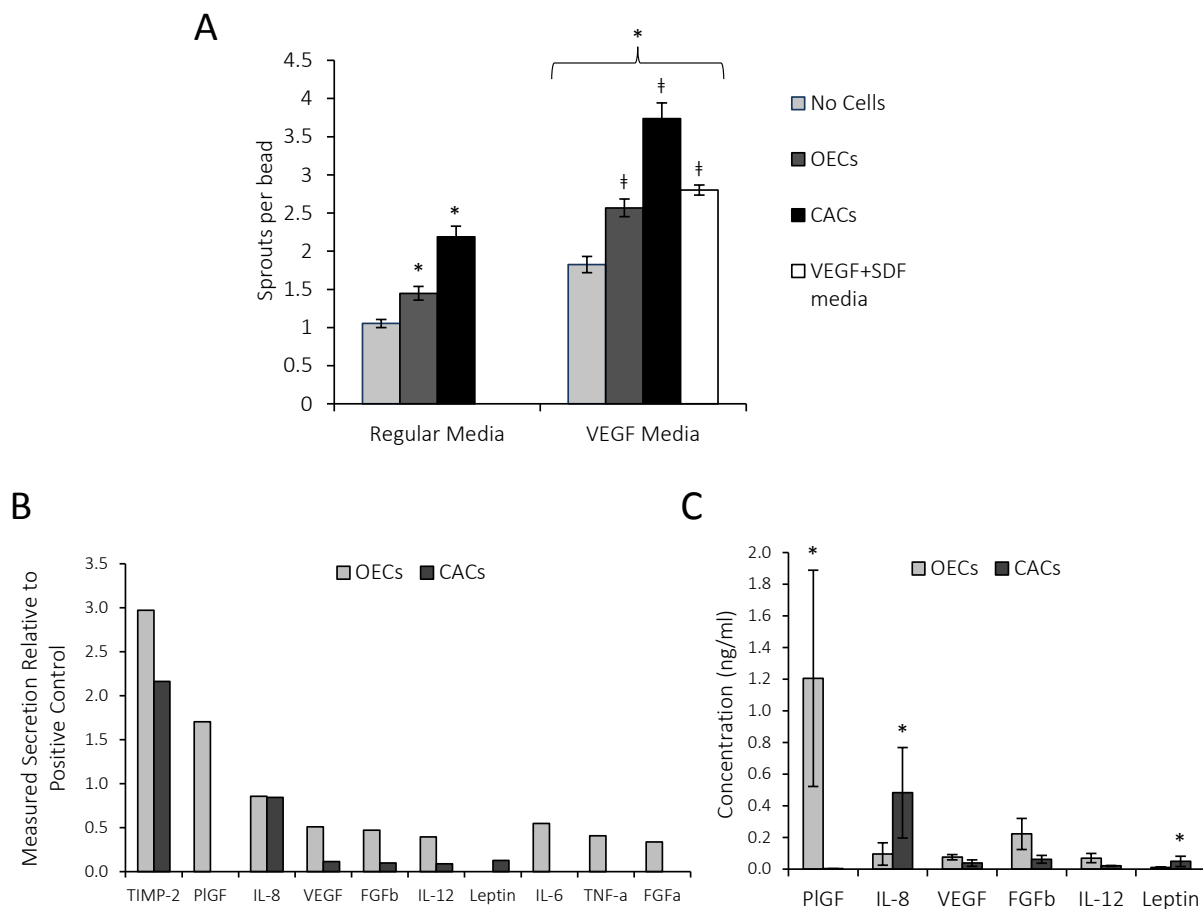 A
*
4.5
4
3.5
3
2.5
2
1.5
1
0.5
0
Sprouts per bead
* *
ǂ ǂ ǂ
Regular Media VEGF Media
No Cells
OECs
CACs
VEGF+SDF
media
B
3.5
3.0
2.5
2.0
1.5
1.0
0.5
0.0
Measured Secretion Relative to
Positive Control
OECs CACs
TIMP-2 PlGF IL-8 VEGF FGFb IL-12 Leptin IL-6 TNF-a FGFa
C
2.0
1.8
1.6
1.4
1.2
1.0
0.8
0.6
0.4
0.2
0.0
Concentration (ng/ml)
OECs CACs
* * *
PlGF IL-8 VEGF FGFb IL-12 Leptin